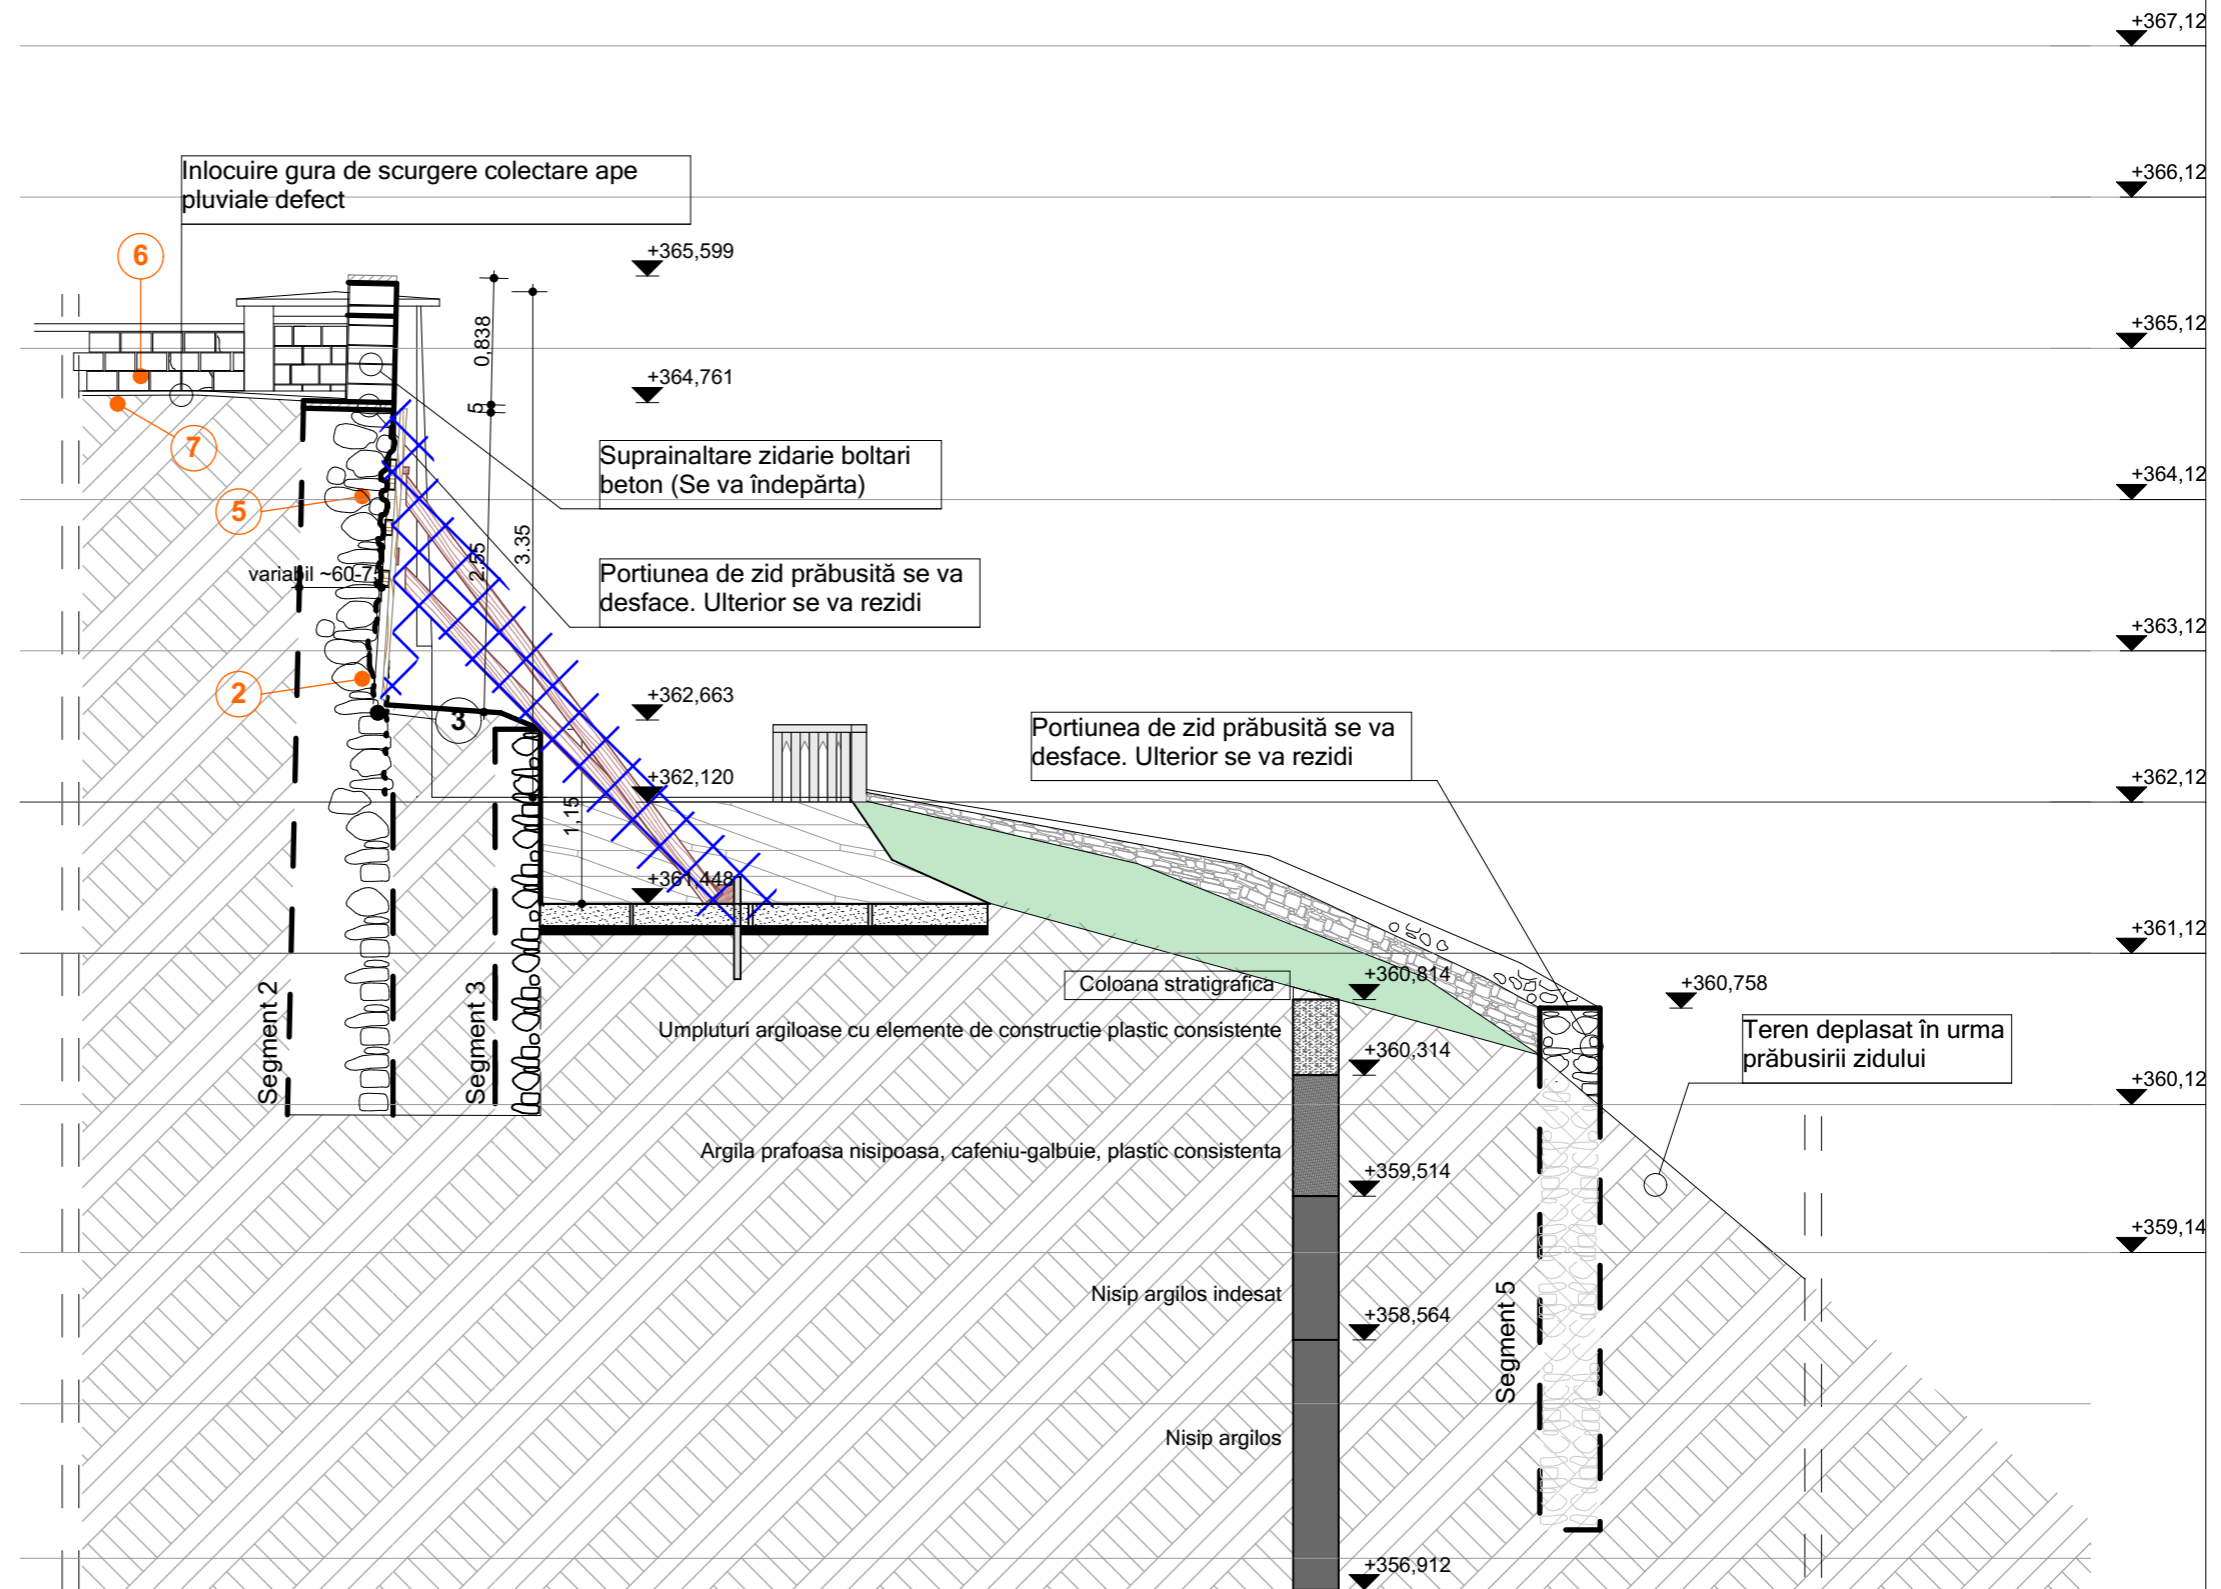 +367,12
+366,12
Inlocuire gura de scurgere colectare ape
pluviale defect
6
+365,599
+365,12
0,838
+364,761
5
7
Suprainaltare zidarie boltari
beton (Se va îndepărta)
+364,12
5
3.35
2.55
variabil ~60-75
Portiunea de zid prăbusită se va
desface. Ulterior se va rezidi
+363,12
2
3
+362,663
Portiunea de zid prăbusită se va
desface. Ulterior se va rezidi
+362,120
+362,12
1,15
+361,448
+361,12
Segment 2
Segment 3
Coloana stratigrafica
+360,814
+360,758
Umpluturi argiloase cu elemente de constructie plastic consistente
+360,314
Teren deplasat în urma
prăbusirii zidului
+360,12
Argila prafoasa nisipoasa, cafeniu-galbuie, plastic consistenta
+359,514
+359,14
Nisip argilos indesat
+358,564
Segment 5
Nisip argilos
+356,912